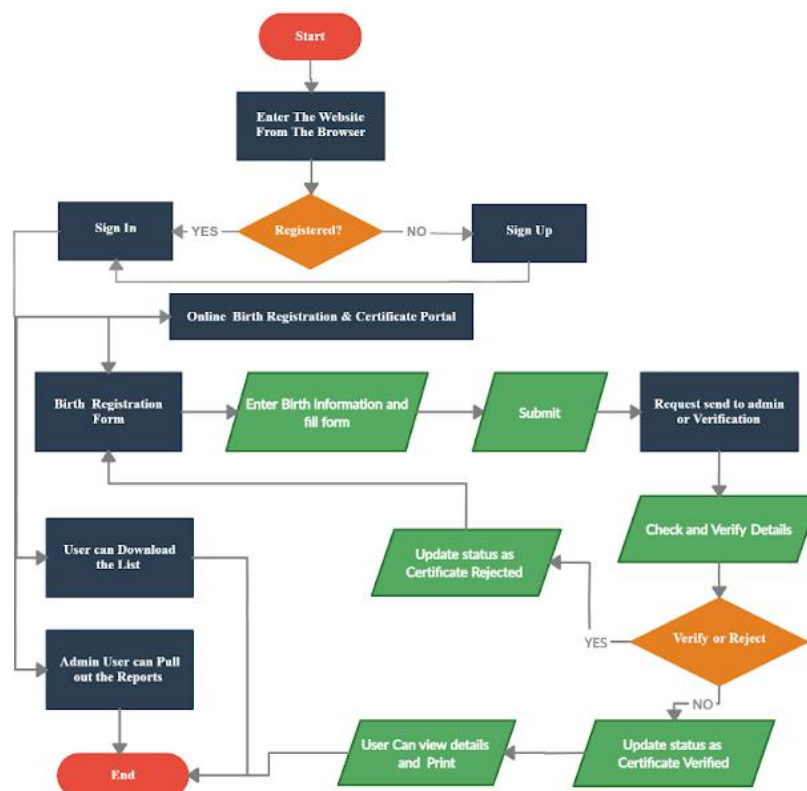 Start
Enter The Website
From The Browser
Sign In
YES
Registered?
NO
Sign Up
Online Birth Registration & Certificate Portal
Birth Registration
Form
Enter Birth Information and
fill form
Submit
Request send to admin
or Verification
Check and Verify Details
User can Download
the List
Update status as
Certificate Rejected
YES
Verify or Reject
Admin User can Pull
out the Reports
NO
End
User Can view details
and Print
Update status as
Certificate Verified